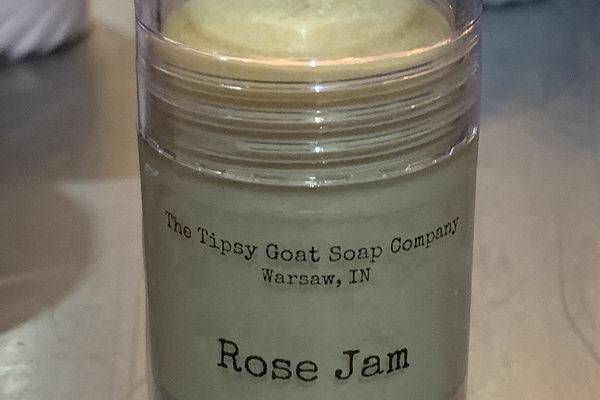 The Tipsy Goat Soap Company
Warsaw, IN
Rose Jam